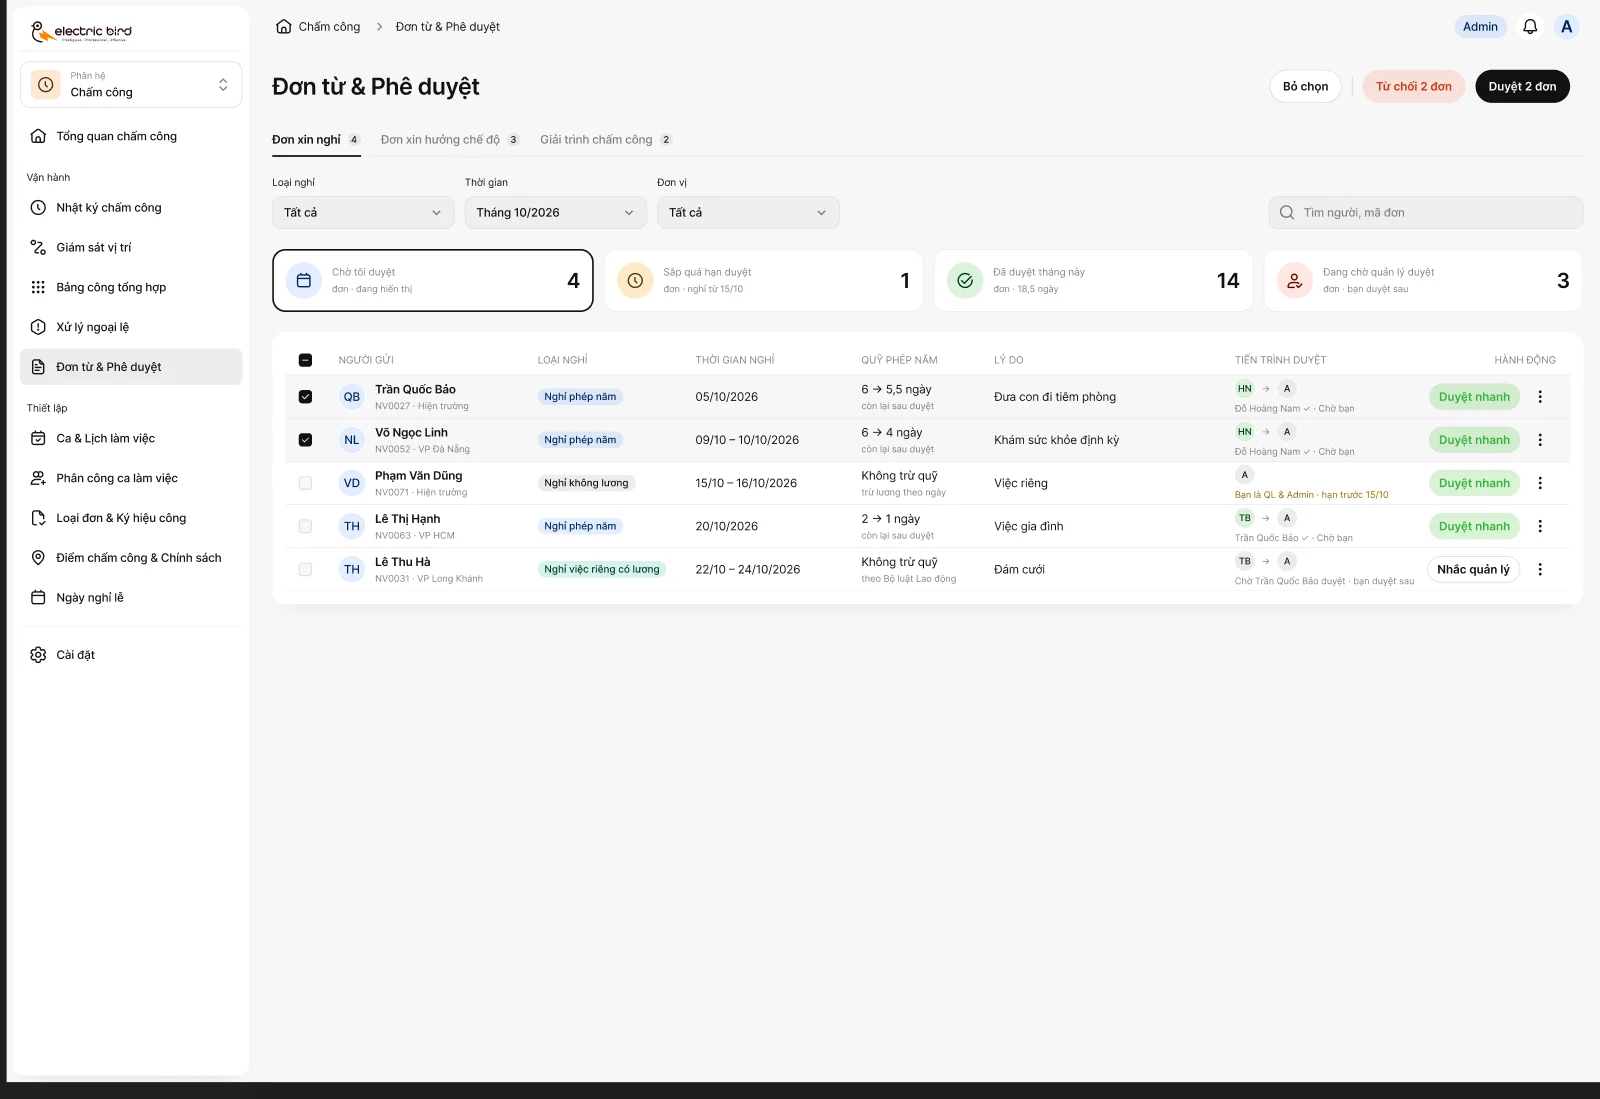 electric bird
Phân hệ
Chấm công
Tổng quan chấm công
Vận hành
Nhật ký chấm công
Giám sát vị trí
Bảng công tổng hợp
Xử lý ngoại lệ
Đơn từ & Phê duyệt
Thiết lập
Ca & Lịch làm việc
Phân công ca làm việc
Loại đơn & Ký hiệu công
Điểm chấm công & Chính sách
Ngày nghỉ lễ
Cài đặt
Chấm công > Đơn từ & Phê duyệt
Admin
A
Đơn từ & Phê duyệt
Bỏ chọn
Từ chối 2 đơn
Duyệt 2 đơn
Đơn xin nghỉ 4
Đơn xin hưởng chế độ 3
Giải trình chấm công 2
Loại nghỉ
Tất cả
Thời gian
Tháng 10/2026
Đơn vị
Tất cả
Tìm người, mã đơn
Chờ tôi duyệt
đơn · đang hiển thị
4
Sắp quá hạn duyệt
đơn · nghỉ từ 15/10
1
Đã duyệt tháng này
đơn · 18,5 ngày
14
Đang chờ quản lý duyệt
đơn · bạn duyệt sau
3
NGƯỜI GỬI LOẠI NGHỈ THỜI GIAN NGHỈ QUỸ PHÉP NĂM LÝ DO TIẾN TRÌNH DUYỆT HÀNH ĐỘNG
QB
Trần Quốc Bảo
NV0027 · Hiện trường
Nghỉ phép năm
05/10/2026
6 → 5,5 ngày
còn lại sau duyệt
Đưa con đi tiêm phòng
HN → A
Đỗ Hoàng Nam ✓ · Chờ bạn
Duyệt nhanh
NL
Võ Ngọc Linh
NV0052 · VP Đà Nẵng
Nghỉ phép năm
09/10 – 10/10/2026
6 → 4 ngày
còn lại sau duyệt
Khám sức khỏe định kỳ
HN → A
Đỗ Hoàng Nam ✓ · Chờ bạn
Duyệt nhanh
VD
Phạm Văn Dũng
NV0071 · Hiện trường
Nghỉ không lương
15/10 – 16/10/2026
Không trừ quỹ
trừ lương theo ngày
Việc riêng
A
Bạn là QL & Admin · hạn trước 15/10
Duyệt nhanh
TH
Lê Thị Hạnh
NV0063 · VP HCM
Nghỉ phép năm
20/10/2026
2 → 1 ngày
còn lại sau duyệt
Việc gia đình
TB → A
Trần Quốc Bảo ✓ · Chờ bạn
Duyệt nhanh
TH
Lê Thu Hà
NV0031 · VP Long Khánh
Nghỉ việc riêng có lương
22/10 – 24/10/2026
Không trừ quỹ
theo Bộ luật Lao động
Đám cưới
TB → A
Chờ Trần Quốc Bảo duyệt · bạn duyệt sau
Nhắc quản lý